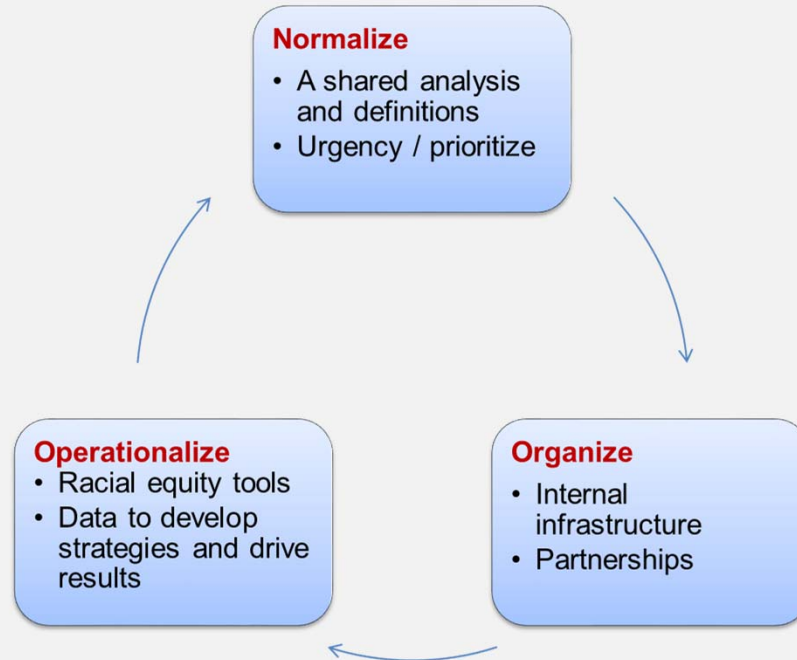 Normalize
• A shared analysis
and definitions
• Urgency / prioritize
Organize
• Internal
infrastructure
• Partnerships
Operationalize
• Racial equity tools
• Data to develop
strategies and drive
results